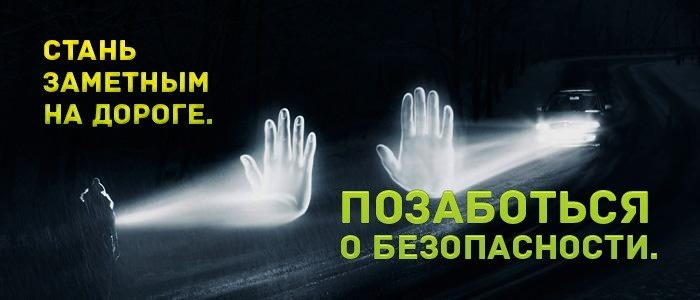 СТАНЬ
ЗАМЕТНЫМ
НА ДОРОГЕ.
ПОЗАБОТЬСЯ
О БЕЗОПАСНОСТИ.